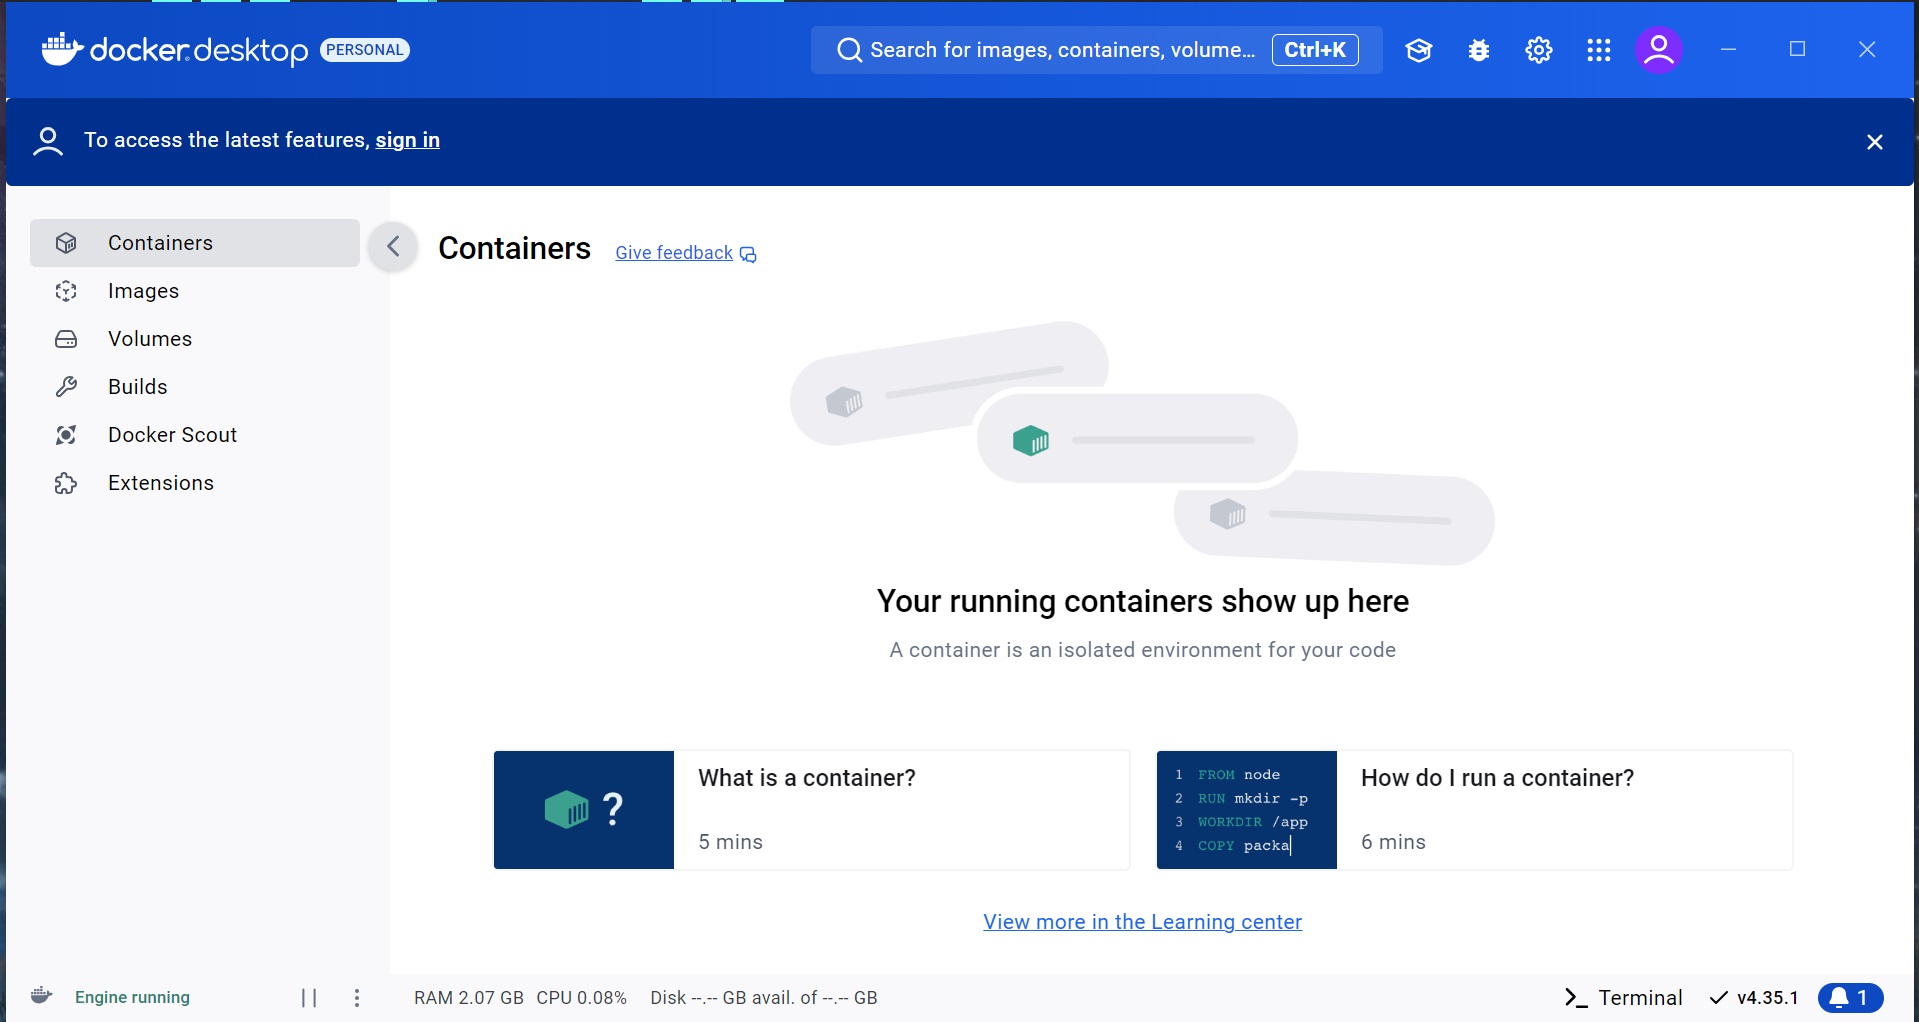 docker desktop PERSONAL
Search for images, containers, volume... Ctrl+K
To access the latest features, sign in
Containers
Images
Volumes
Builds
Docker Scout
Extensions
Containers Give feedback
Your running containers show up here
A container is an isolated environment for your code
?
What is a container?
5 mins
1 FROM node
2 RUN mkdir -p
3 WORKDIR /app
4 COPY packa
How do I run a container?
6 mins
View more in the Learning center
Engine running
RAM 2.07 GB CPU 0.08% Disk --.-- GB avail. of --.-- GB
Terminal
v4.35.1
1